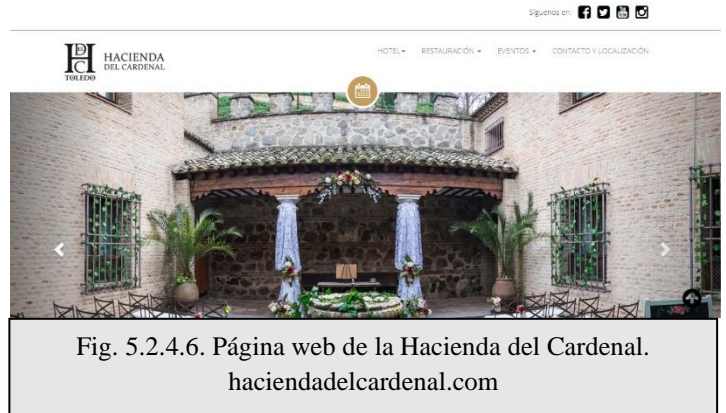 Síguenos en:
HACIENDA
DEL CARDENAL
TOLEDO
HOTEL RESTAURACIÓN EVENTOS CONTACTO Y LOCALIZACIÓN
Fig. 5.2.4.6. Página web de la Hacienda del Cardenal.
haciendadelcardenal.com